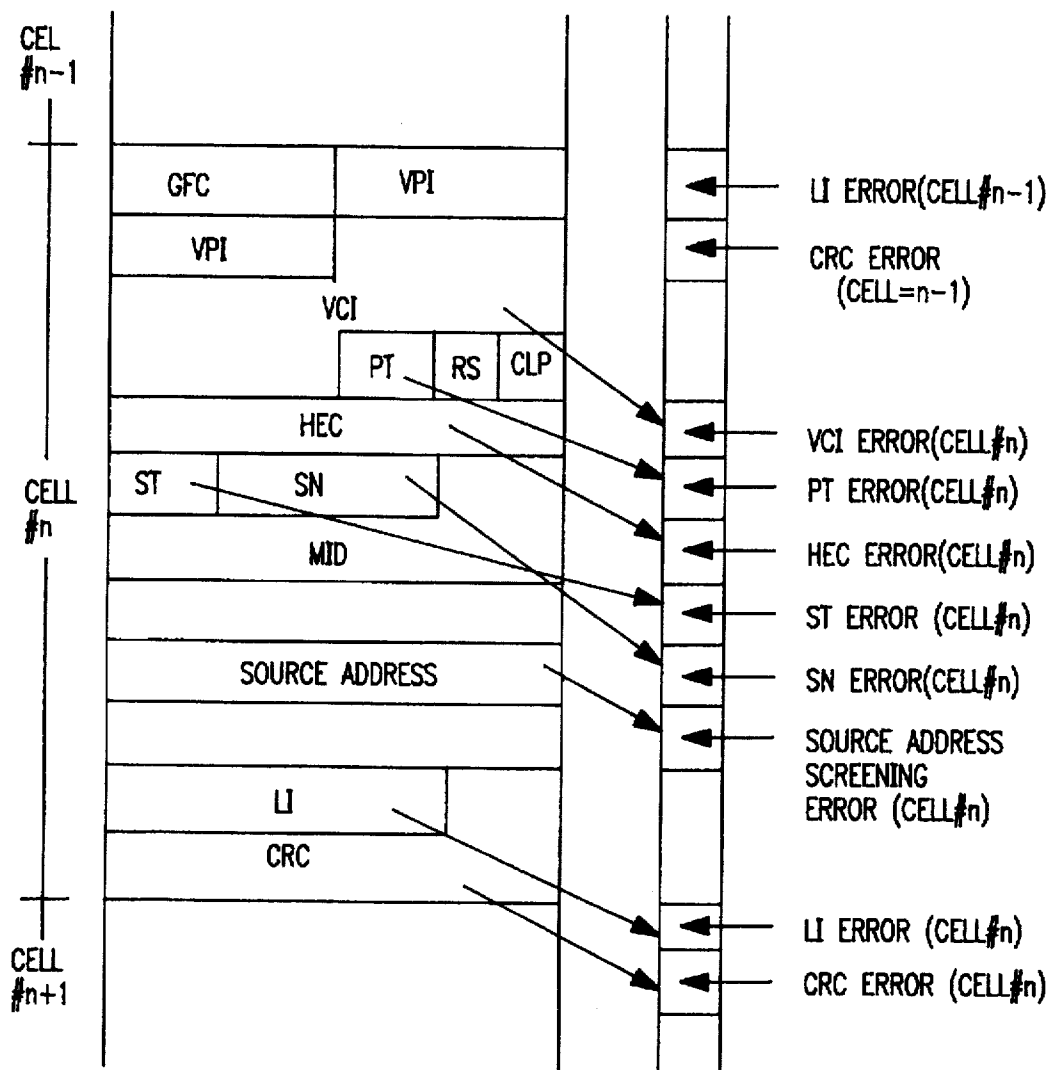 CEL
#n-1
GFC
VPI
LI ERROR(CELL#n-1)
VPI
CRC ERROR
(CELL=n-1)
VCI
PT
RS
CLP
HEC
VCI ERROR(CELL#n)
CELL
#n
ST
SN
PT ERROR(CELL#n)
MID
HEC ERROR(CELL#n)
ST ERROR (CELL#n)
SOURCE ADDRESS
SN ERROR(CELL#n)
SOURCE ADDRESS
SCREENING
ERROR (CELL#n)
LI
CRC
LI ERROR (CELL#n)
CELL
#n+1
CRC ERROR (CELL#n)